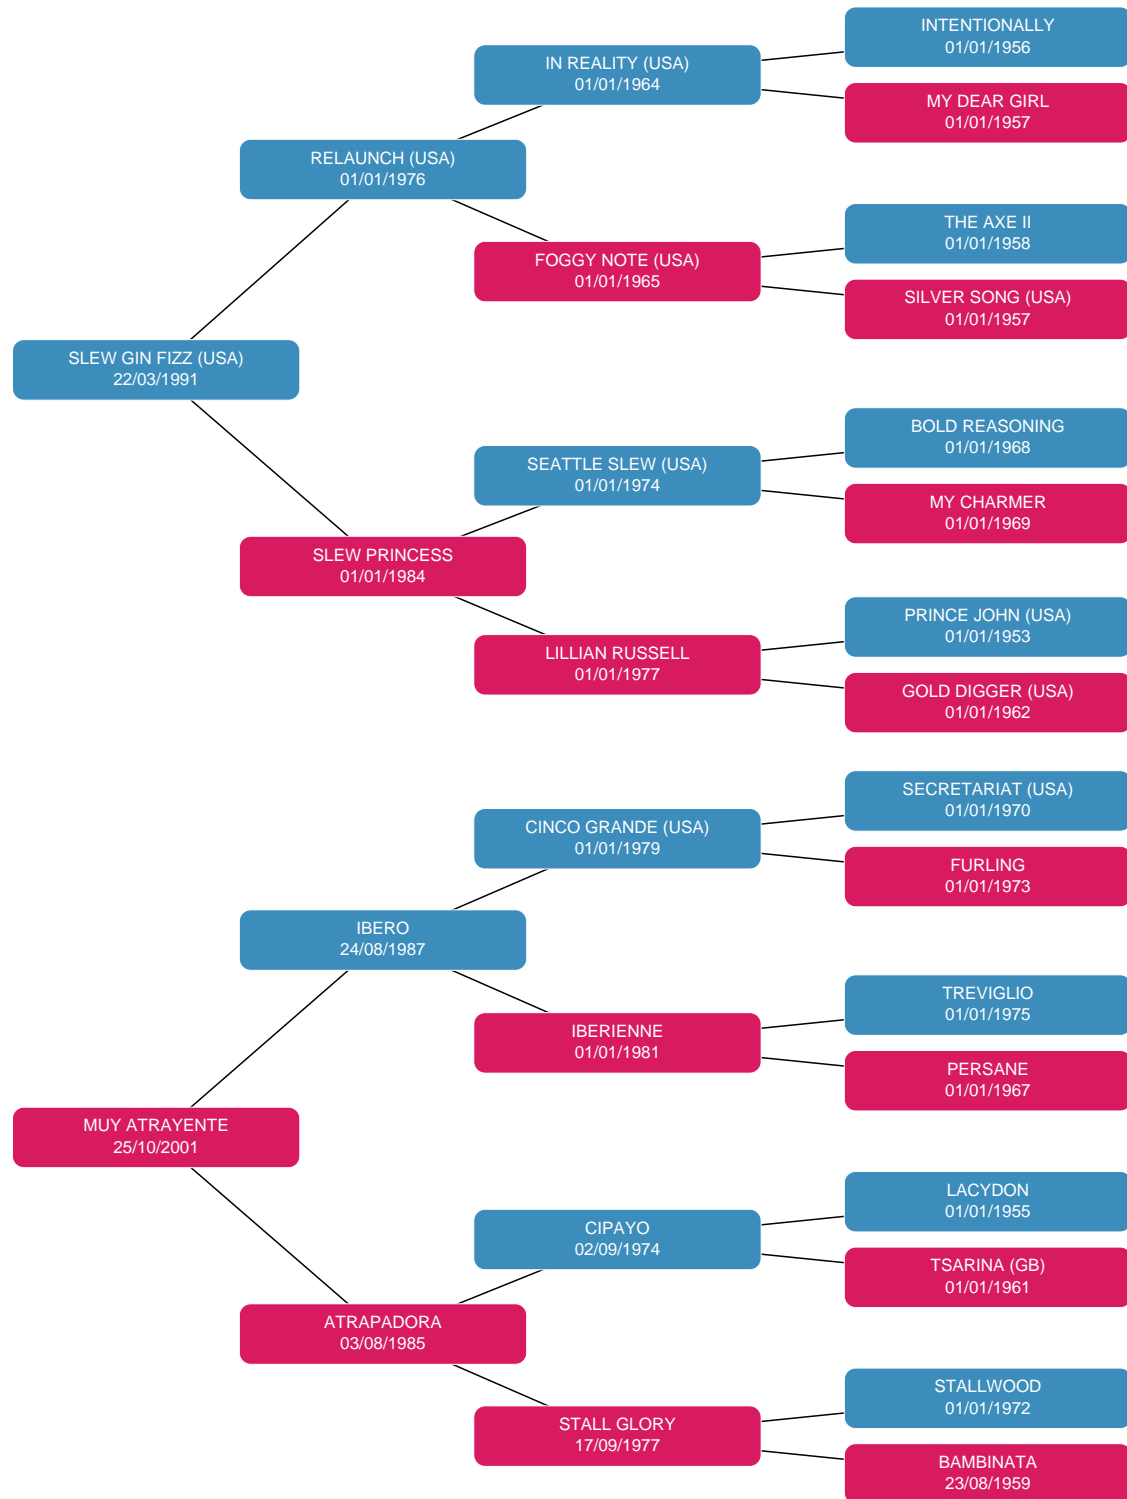 INTENTIONALLY
01/01/1956
IN REALITY (USA)
01/01/1964
MY DEAR GIRL
01/01/1957
RELAUNCH (USA)
01/01/1976
THE AXE II
01/01/1958
FOGGY NOTE (USA)
01/01/1965
SILVER SONG (USA)
01/01/1957
SLEW GIN FIZZ (USA)
22/03/1991
BOLD REASONING
01/01/1968
SEATTLE SLEW (USA)
01/01/1974
MY CHARMER
01/01/1969
SLEW PRINCESS
01/01/1984
PRINCE JOHN (USA)
01/01/1953
LILLIAN RUSSELL
01/01/1977
GOLD DIGGER (USA)
01/01/1962
SECRETARIAT (USA)
01/01/1970
CINCO GRANDE (USA)
01/01/1979
FURLING
01/01/1973
IBERO
24/08/1987
TREVIGLIO
01/01/1975
IBERIENNE
01/01/1981
PERSANE
01/01/1967
MUY ATRAYENTE
25/10/2001
LACYDON
01/01/1955
CIPAYO
02/09/1974
TSARINA (GB)
01/01/1961
ATRAPADORA
03/08/1985
STALLWOOD
01/01/1972
STALL GLORY
17/09/1977
BAMBINATA
23/08/1959